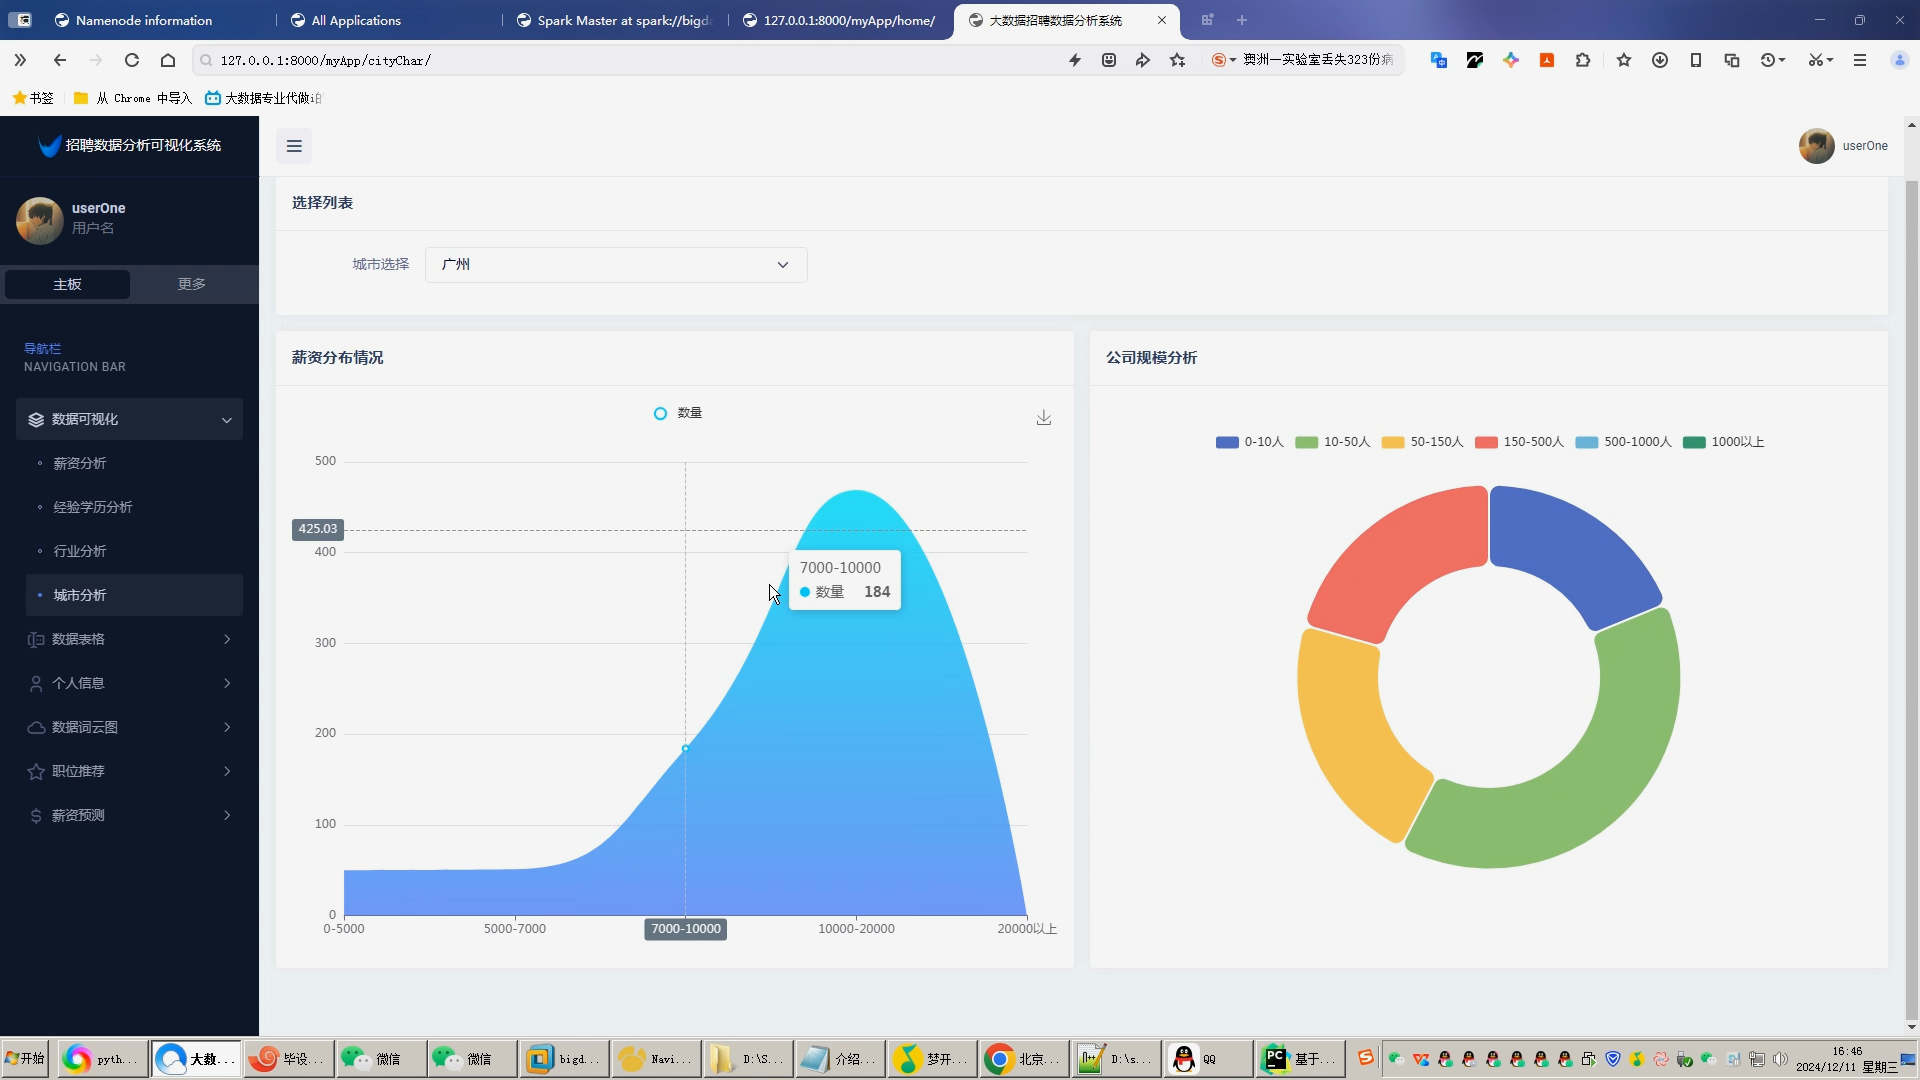 Namenode information
All Applications
Spark Master at spark://bigda
127.0.0.1:8000/myApp/home/
大数据招聘数据分析系统
127.0.0.1:8000/myApp/cityChar/
澳洲一实验室丢失323份病
书签
从 Chrome 中导入
大数据专业代做
招聘数据分析可视化系统
userOne
userOne
用户名
主板
更多
导航栏
NAVIGATION BAR
数据可视化
薪资分析
经验学历分析
行业分析
城市分析
数据表格
个人信息
数据词云图
职位推荐
薪资预测
选择列表
城市选择
广州
薪资分布情况
数量
500
425.03
400
300
200
100
0
7000-10000
数量 184
0-5000
5000-7000
7000-10000
10000-20000
20000以上
公司规模分析
0-10人
10-50人
50-150人
150-500人
500-1000人
1000以上
开始
pyth...
大数...
毕设...
微信
微信
bigd...
Navi...
D:\S...
介绍...
梦开...
北京...
D:\s...
QQ
基于...
16:46
2024/12/11 星期三